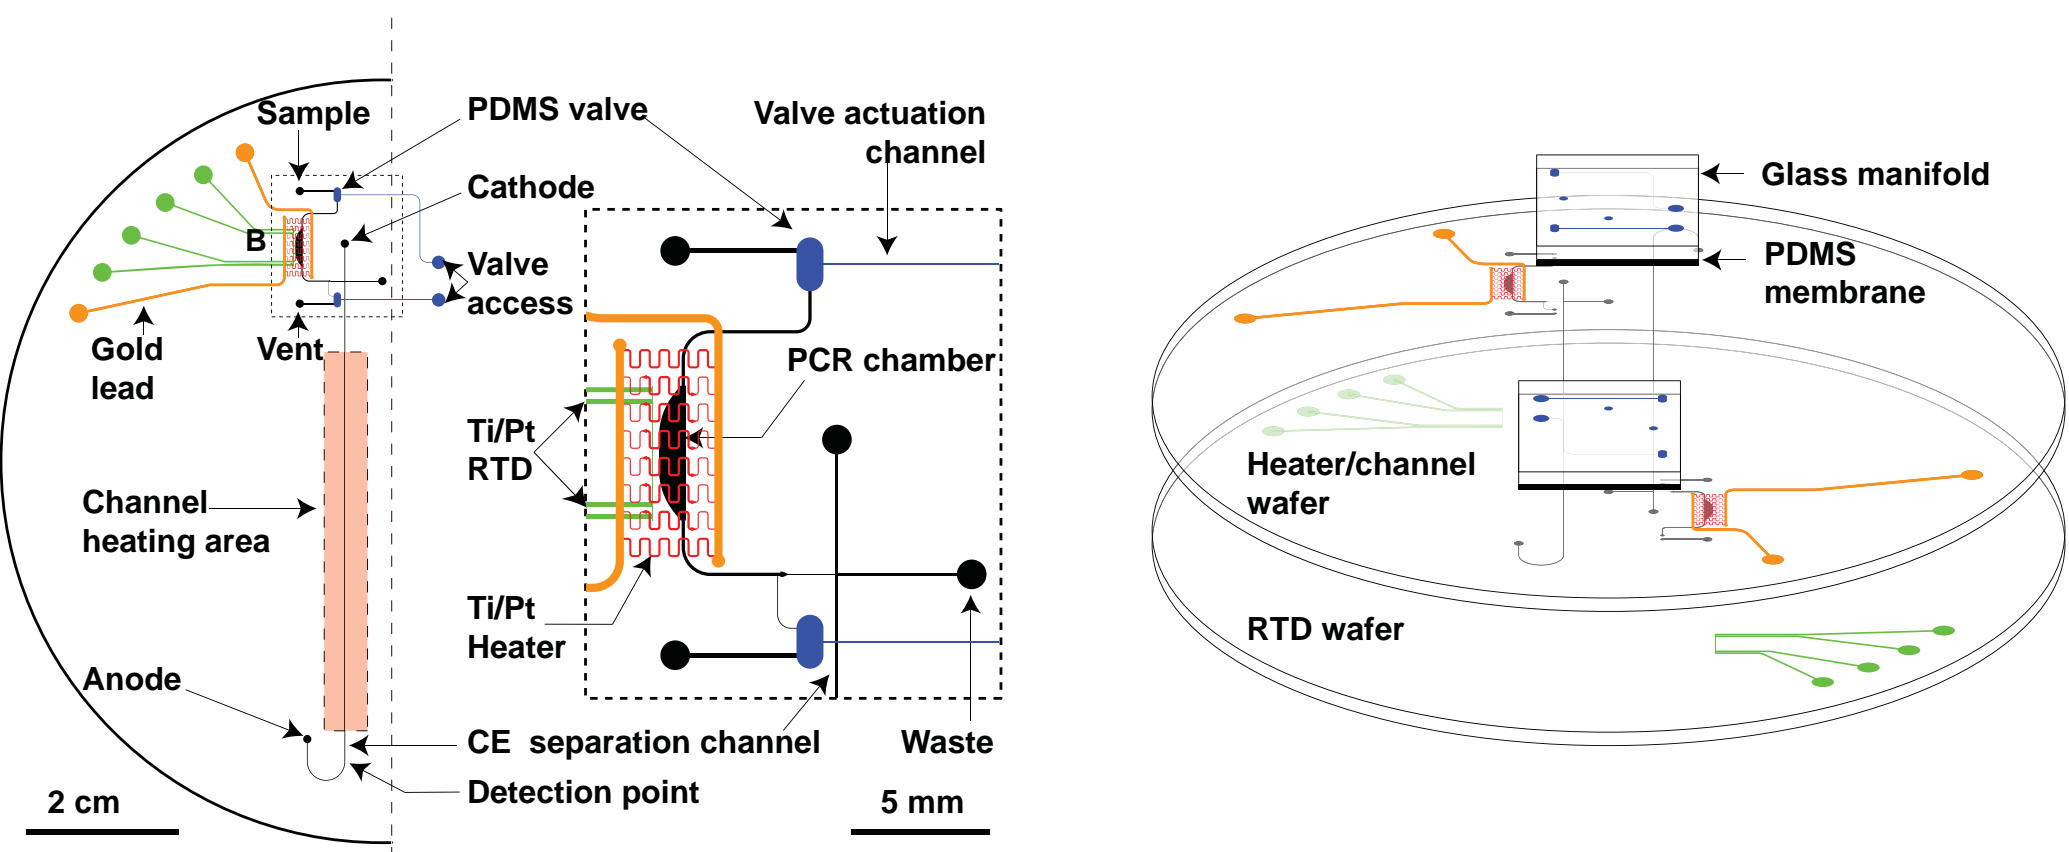 Sample
PDMS valve
Valve actuation
channel
Cathode
B
Valve
access
Gold
lead
Vent
PCR chamber
Ti/Pt
RTD
Channel
heating area
Ti/Pt
Heater
Anode
CE separation channel
Waste
Detection point
2 cm
5 mm
Glass manifold
PDMS
membrane
Heater/channel
wafer
RTD wafer